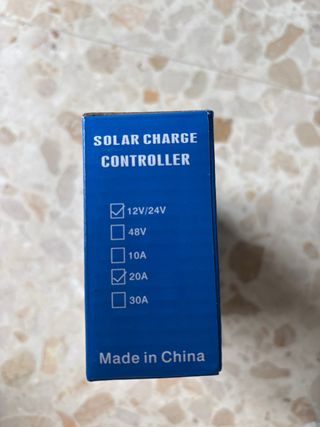 SOLAR CHARGE
CONTROLLER
☑ 12V/24V
☐ 48V
☐ 10A
☑ 20A
☐ 30A
Made in China